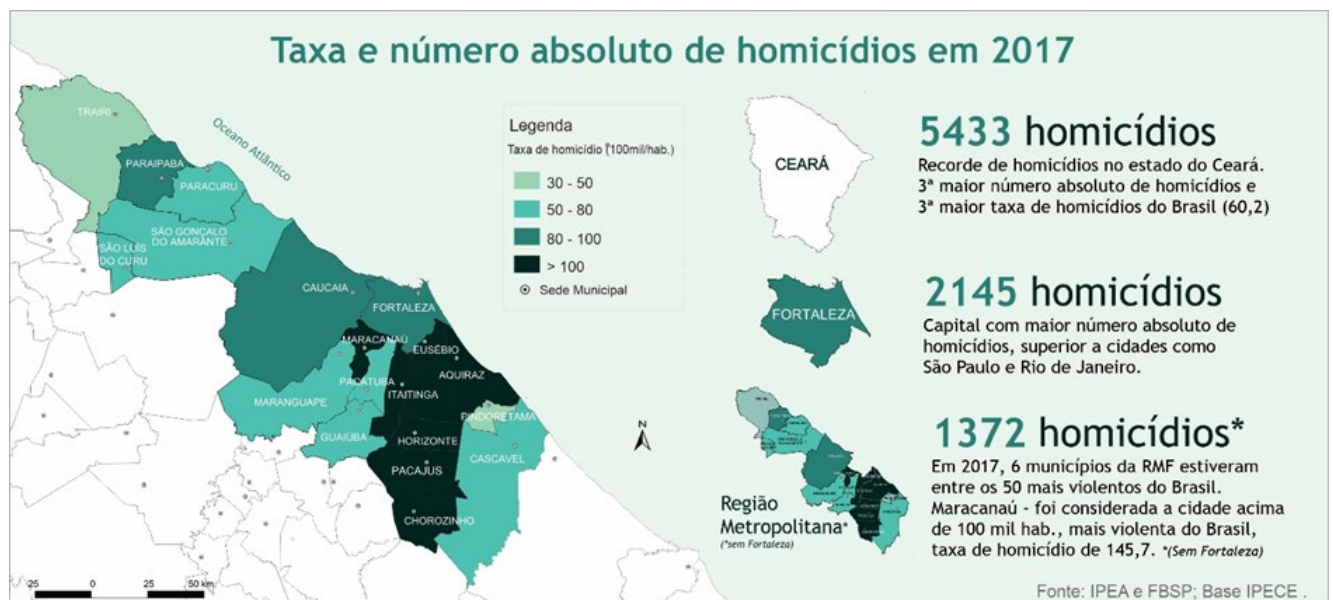 Taxa e número absoluto de homicídios em 2017
TRAIRI
PARAIPABA
PARACURU
SÃO GONÇALO
DO AMARANTE
SÃO LUÍS
DO CURU
Oceano Atlântico
CAUCAIA
FORTALEZA
MARACANAÚ
EUSÉBIO
AQUIRAZ
PACATUBA
ITAITINGA
MARANGUAPE
PINDORETAMA
GUAIÚBA
HORIZONTE
CASCAVEL
PACAJUS
CHOROZINHO
25 0 25 50 km
N
Legenda
Taxa de homicídio (100mil/hab.)
30 - 50
50 - 80
80 - 100
> 100
Sede Municipal
CEARÁ
5433 homicídios
Recorde de homicídios no estado do Ceará.
3ª maior número absoluto de homicídios e
3ª maior taxa de homicídios do Brasil (60,2)
FORTALEZA
2145 homicídios
Capital com maior número absoluto de
homicídios, superior a cidades como
São Paulo e Rio de Janeiro.
Região
Metropolitana*
(*sem Fortaleza)
1372 homicídios*
Em 2017, 6 municípios da RMF estiveram
entre os 50 mais violentos do Brasil.
Maracanaú - foi considerada a cidade acima
de 100 mil hab., mais violenta do Brasil,
taxa de homicídio de 145,7. *(Sem Fortaleza)
Fonte: IPEA e FBSP; Base IPECE .